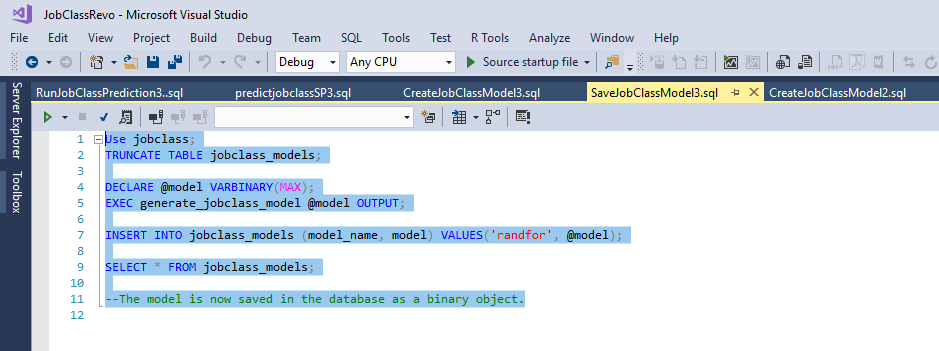 JobClassRevo - Microsoft Visual Studio
File Edit View Project Build Debug Team SQL Tools Test R Tools Analyze Window Help
Debug Any CPU Source startup file
Server Explorer
Toolbox
RunJobClassPrediction3..sql predictjobclassSP3.sql CreateJobClassModel3.sql SaveJobClassModel3.sql CreateJobClassModel2.sql
1 Use jobclass;
2 TRUNCATE TABLE jobclass_models;
3
4 DECLARE @model VARBINARY(MAX);
5 EXEC generate_jobclass_model @model OUTPUT;
6
7 INSERT INTO jobclass_models (model_name, model) VALUES('randfor', @model);
8
9 SELECT * FROM jobclass_models;
10
11 --The model is now saved in the database as a binary object.
12